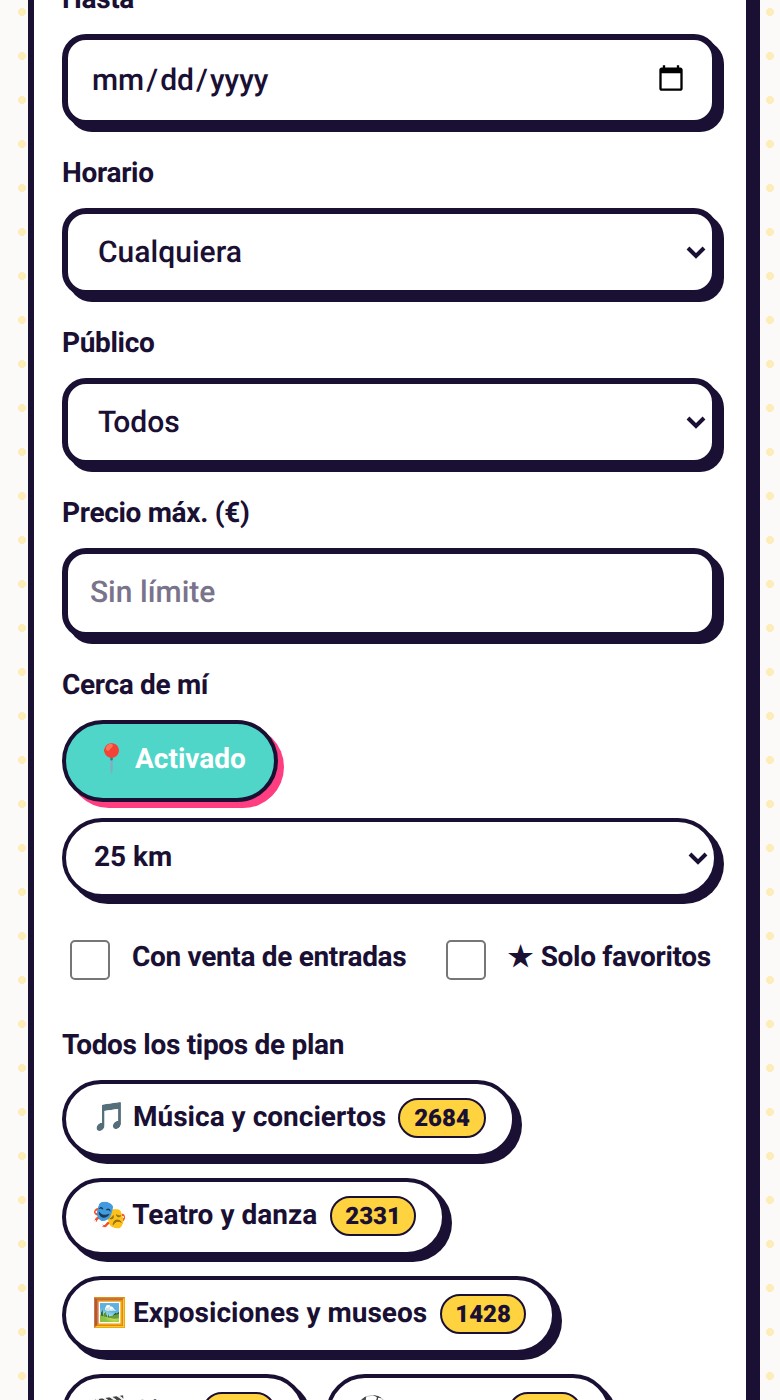 Hasta
mm/dd/yyyy
Horario
Cualquiera
Público
Todos
Precio máx. (€)
Sin límite
Cerca de mí
📍 Activado
25 km
Con venta de entradas
★ Solo favoritos
Todos los tipos de plan
🎵 Música y conciertos 2684
🎭 Teatro y danza 2331
🖼️ Exposiciones y museos 1428